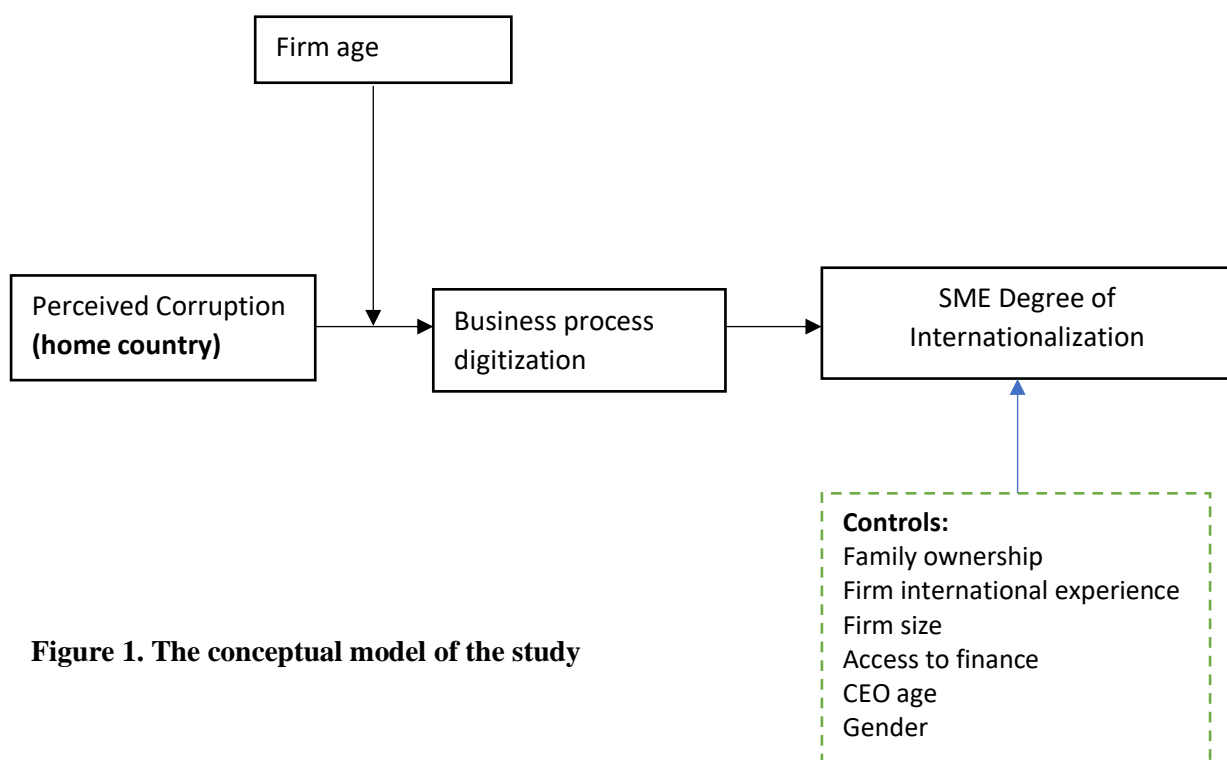 Firm age
Perceived Corruption
(home country)
Business process
digitization
SME Degree of
Internationalization
Controls:
Family ownership
Firm international experience
Firm size
Access to finance
CEO age
Gender
Figure 1. The conceptual model of the study